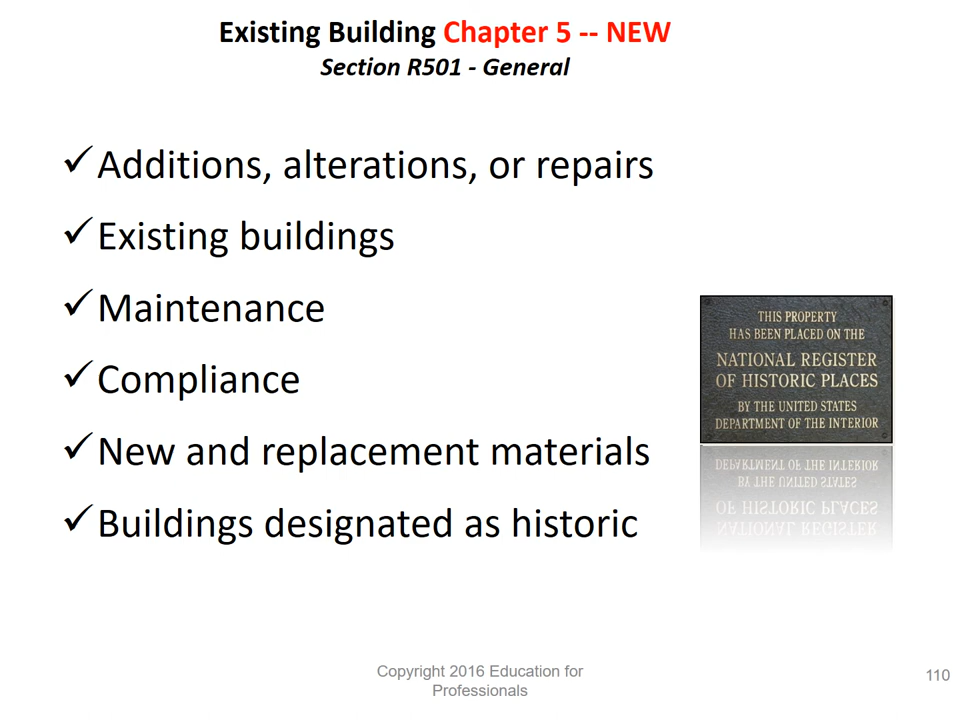 Existing Building Chapter 5 -- NEW
Section R501 - General
✓Additions, alterations, or repairs
✓Existing buildings
✓Maintenance
✓Compliance
✓New and replacement materials
✓Buildings designated as historic
THIS PROPERTY
HAS BEEN PLACED ON THE
NATIONAL REGISTER
OF HISTORIC PLACES
BY THE UNITED STATES
DEPARTMENT OF THE INTERIOR
Copyright 2016 Education for
Professionals
110